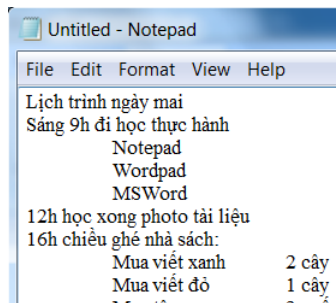 Untitled - Notepad
File Edit Format View Help
Lịch trình ngày mai
Sáng 9h đi học thực hành
Notepad
Wordpad
MSWord
12h học xong photo tài liệu
16h chiều ghé nhà sách:
Mua viết xanh 2 cây
Mua viết đỏ 1 cây